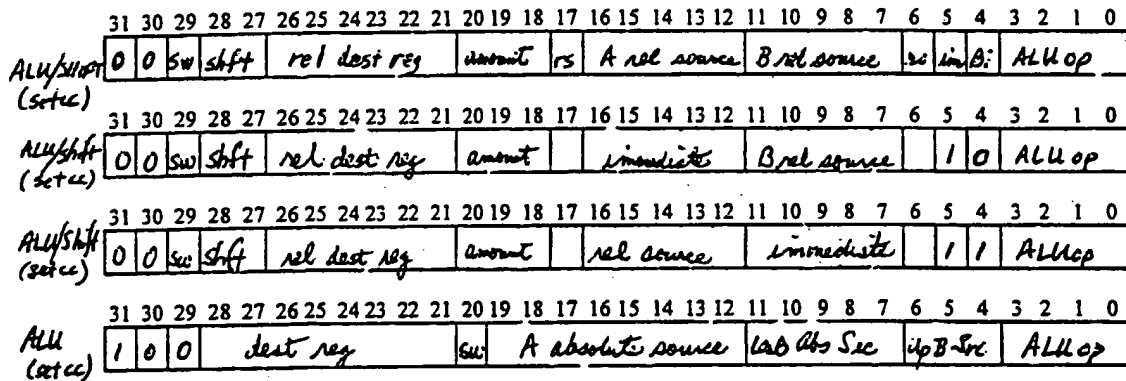 31 30 29 28 27 26 25 24 23 22 21 20 19 18 17 16 15 14 13 12 11 10 9 8 7 6 5 4 3 2 1 0
ALU/Shift 0 0 sw shft rel dest reg amount rs A rel source B rel source im Bi ALU op
(setcc)
31 30 29 28 27 26 25 24 23 22 21 20 19 18 17 16 15 14 13 12 11 10 9 8 7 6 5 4 3 2 1 0
ALU/shft 0 0 sw shft rel dest reg amount immediate B rel source 1 0 ALU op
(setcc)
31 30 29 28 27 26 25 24 23 22 21 20 19 18 17 16 15 14 13 12 11 10 9 8 7 6 5 4 3 2 1 0
ALU/Shft 0 0 sw shft rel dest reg amount rel source immediate 1 1 ALU op
(setcc)
31 30 29 28 27 26 25 24 23 22 21 20 19 18 17 16 15 14 13 12 11 10 9 8 7 6 5 4 3 2 1 0
ALU 1 0 0 dest reg sw A absolute source Abs Src B-Src ALU op
(setcc)